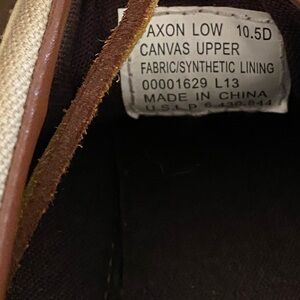 AXON LOW 10.5D
CANVAS UPPER
FABRIC/SYNTHETIC LINING
00001629 L13
MADE IN CHINA